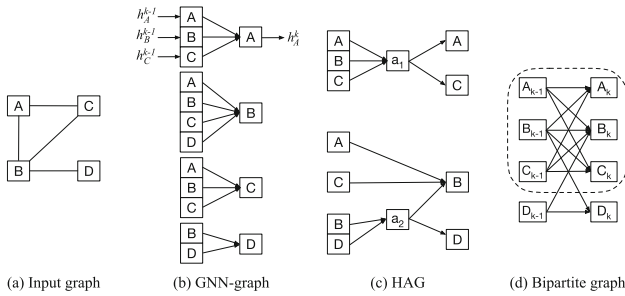 A
C
B
D
(a) Input graph
h_A^{k-1}
h_B^{k-1}
h_C^{k-1}
A
B
C
A
h_A^k
A
B
C
D
B
A
B
C
C
B
D
D
(b) GNN-graph
A
B
C
a_1
A
C
A
C
B
D
a_2
B
D
(c) HAG
A_{k-1}
A_k
B_{k-1}
B_k
C_{k-1}
C_k
D_{k-1}
D_k
(d) Bipartite graph